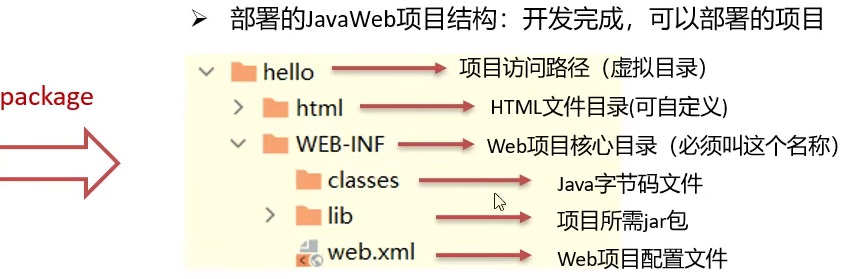 部署的JavaWeb项目结构：开发完成，可以部署的项目
package
hello 项目访问路径（虚拟目录）
html HTML文件目录(可自定义)
WEB-INF Web项目核心目录（必须叫这个名称）
classes Java字节码文件
lib 项目所需jar包
web.xml Web项目配置文件